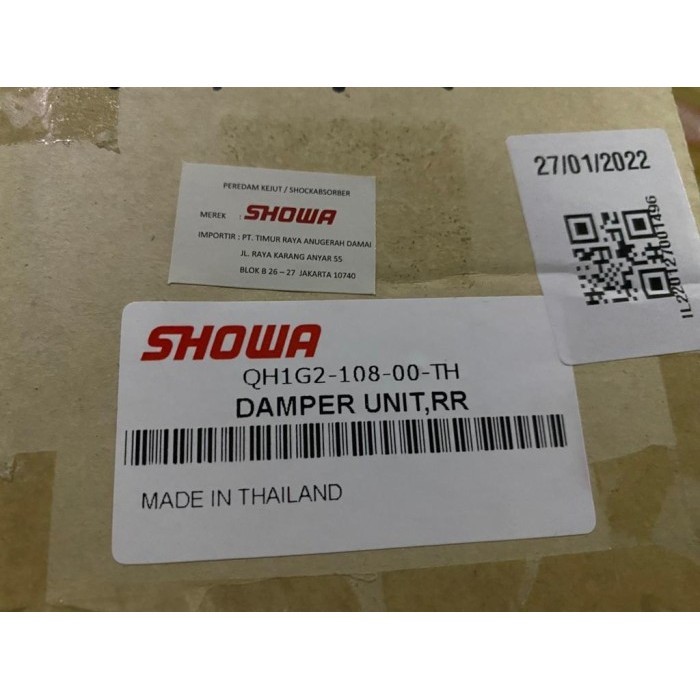 PEREDAM KEJUT / SHOCKABSORBER
MEREK : SHOWA
IMPORTIR : PT. TIMUR RAYA ANUGERAH DAMAI
JL. RAYA KARANG ANYAR 55
BLOK B 26 – 27 JAKARTA 10740
27/01/2022
IL220127001496
SHOWA
QH1G2-108-00-TH
DAMPER UNIT,RR
MADE IN THAILAND